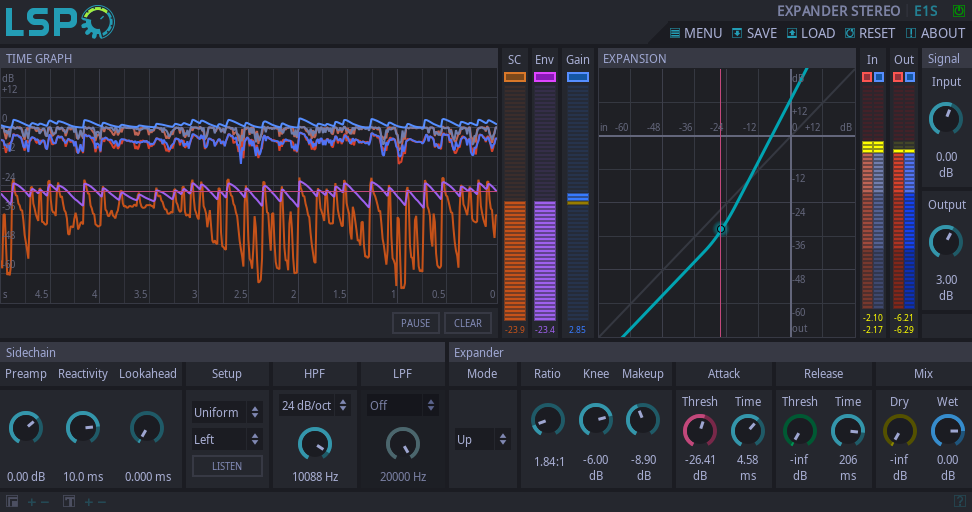 LSP
EXPANDER STEREO E1S
MENU SAVE LOAD RESET ABOUT
TIME GRAPH SC Env Gain EXPANSION In Out Signal
dB
+12
0
-12
-24
-36
-48
-60
s 4.5 4 3.5 3 2.5 2 1.5 1 0.5 0
PAUSE CLEAR
-23.9 -23.4 2.85
dB
+12
in -60 -48 -36 -24 -12 0 +12 dB
-12
-24
-36
-48
-60
out
-2.10 -6.21
-2.17 -6.29
Input
0.00
dB
Output
3.00
dB
Sidechain Expander
Preamp Reactivity Lookahead Setup HPF LPF Mode Ratio Knee Makeup Attack Release Mix
Uniform 24 dB/oct Off Thresh Time Thresh Time Dry Wet
Left Up
LISTEN
0.00 dB 10.0 ms 0.000 ms 10088 Hz 20000 Hz
1.84:1 -6.00 dB -8.90 dB
-26.41 dB 4.58 ms -inf dB 206 ms -inf dB 0.00 dB